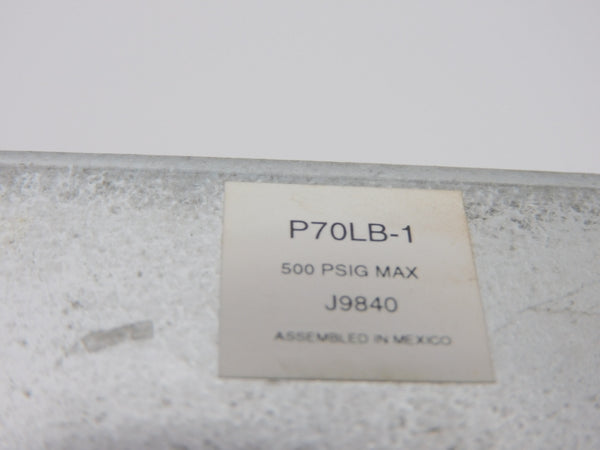 P70LB-1
500 PSIG MAX
J9840
ASSEMBLED IN MEXICO